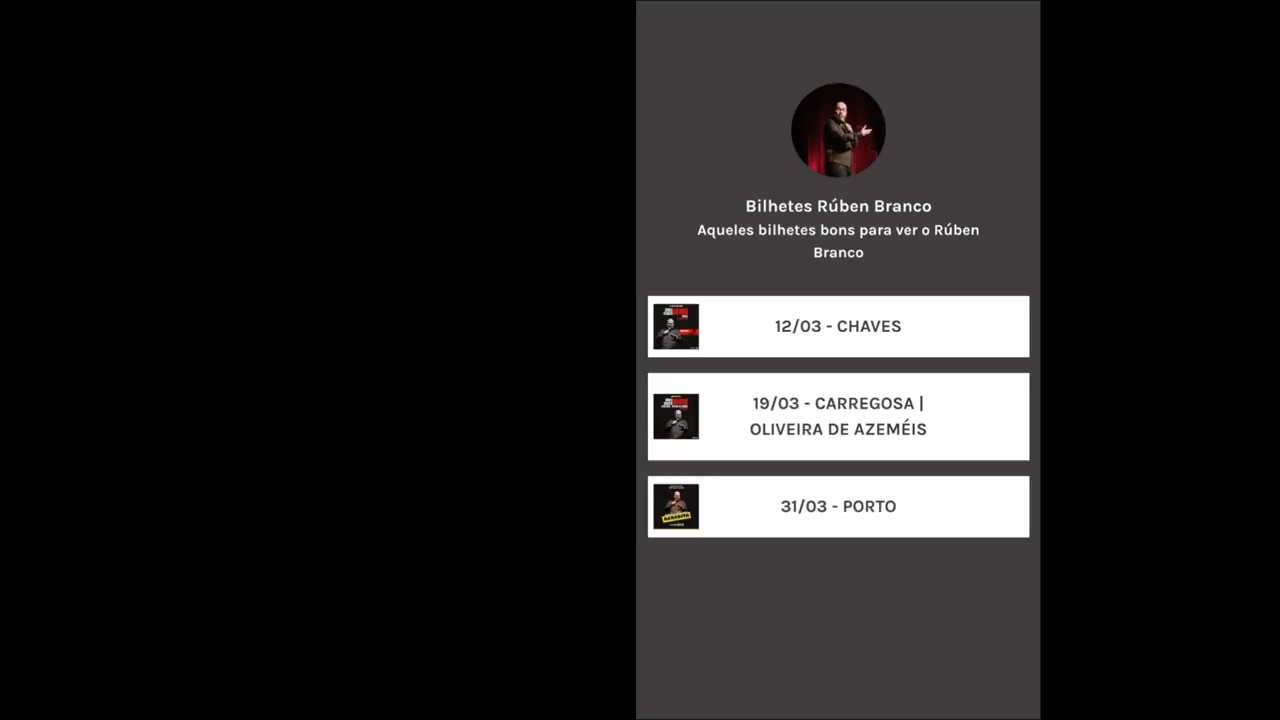 Bilhetes Rúben Branco
Aqueles bilhetes bons para ver o Rúben
Branco
12/03 - CHAVES
19/03 - CARREGOSA |
OLIVEIRA DE AZEMÉIS
31/03 - PORTO